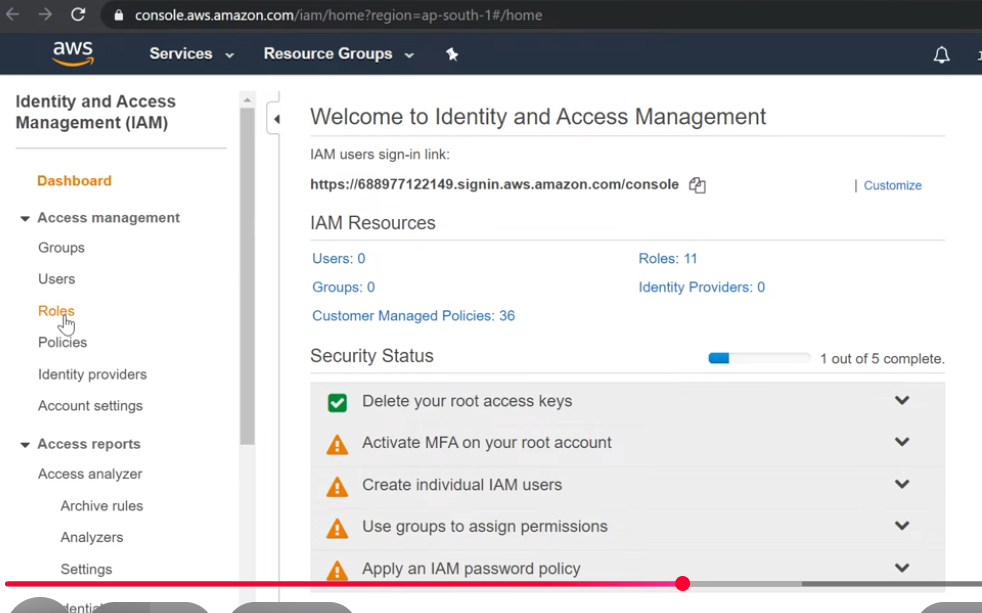 console.aws.amazon.com/iam/home?region=ap-south-1#/home
aws
Services
Resource Groups
Identity and Access
Management (IAM)
Dashboard
Access management
Groups
Users
Roles
Policies
Identity providers
Account settings
Access reports
Access analyzer
Archive rules
Analyzers
Settings
Welcome to Identity and Access Management
IAM users sign-in link:
https://688977122149.signin.aws.amazon.com/console
| Customize
IAM Resources
Users: 0
Roles: 11
Groups: 0
Identity Providers: 0
Customer Managed Policies: 36
Security Status
1 out of 5 complete.
Delete your root access keys
Activate MFA on your root account
Create individual IAM users
Use groups to assign permissions
Apply an IAM password policy